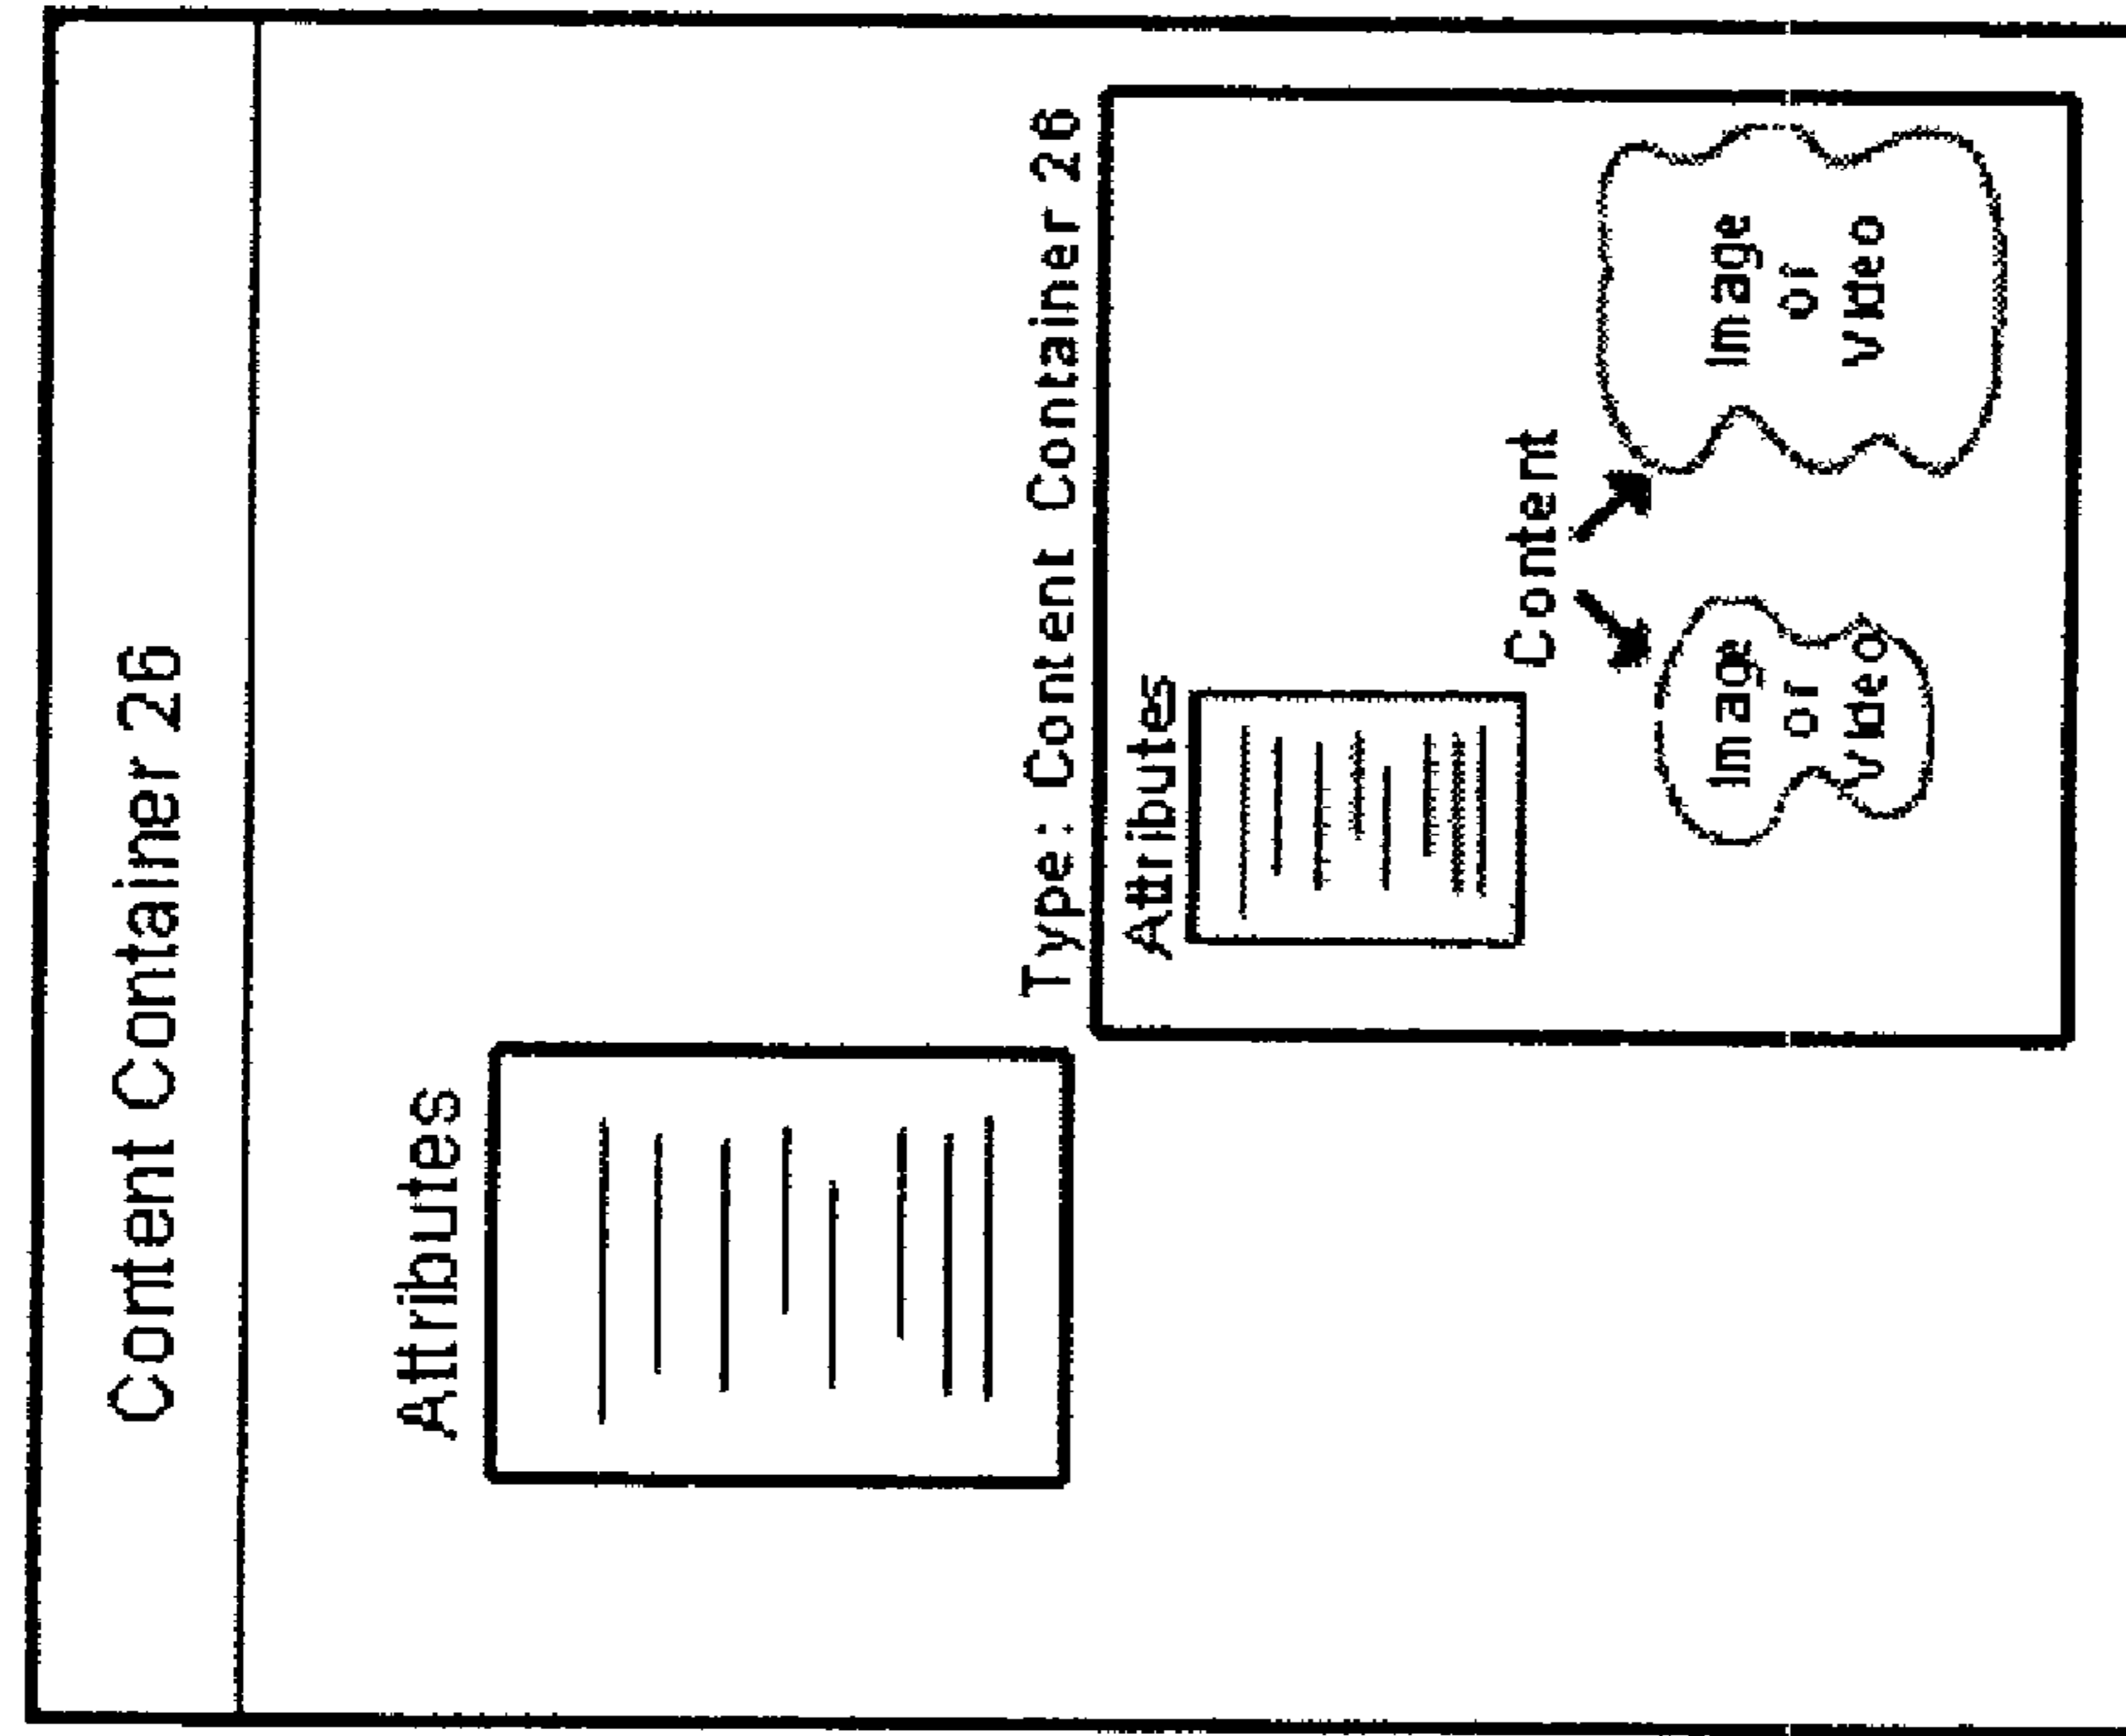 Content Container 26
Attributes
Type: Content Container 26
Attributes
Content
Image
or
Video
Image
or
Video